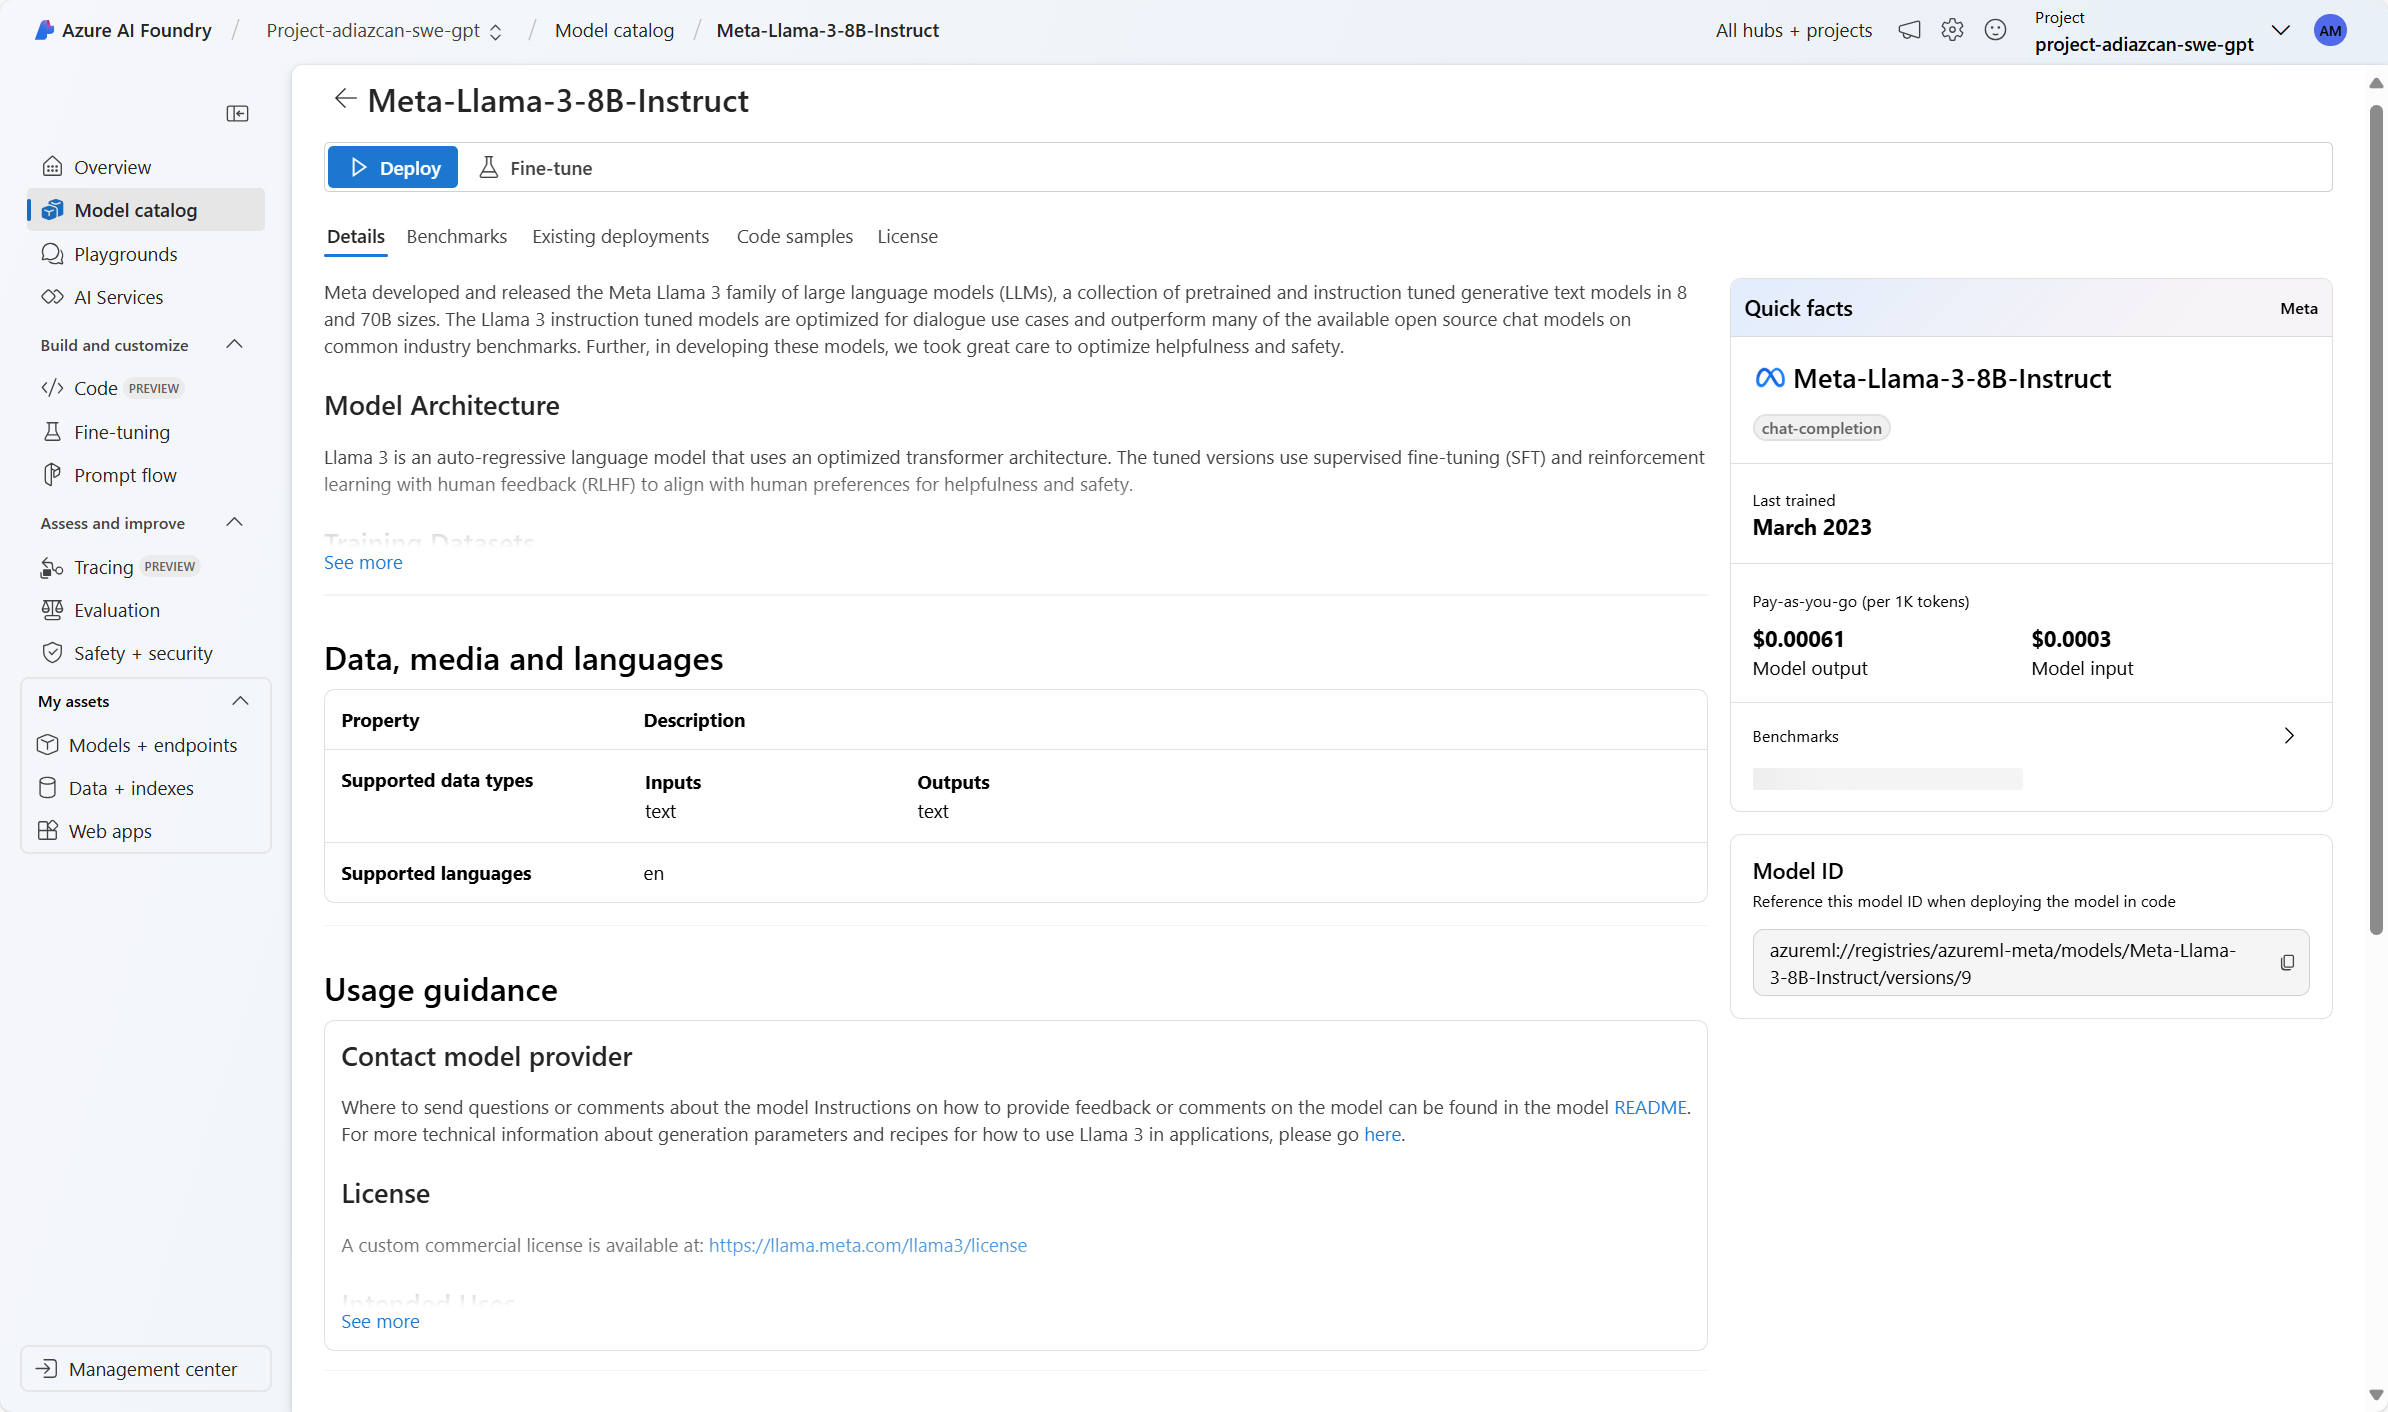 Azure AI Foundry / Project-adiazcan-swe-gpt / Model catalog / Meta-Llama-3-8B-Instruct
All hubs + projects
Project
project-adiazcan-swe-gpt
AM
Overview
Model catalog
Playgrounds
AI Services
Build and customize
Code PREVIEW
Fine-tuning
Prompt flow
Assess and improve
Tracing PREVIEW
Evaluation
Safety + security
My assets
Models + endpoints
Data + indexes
Web apps
Management center
Meta-Llama-3-8B-Instruct
Deploy
Fine-tune
Details
Benchmarks
Existing deployments
Code samples
License
Meta developed and released the Meta Llama 3 family of large language models (LLMs), a collection of pretrained and instruction tuned generative text models in 8
and 70B sizes. The Llama 3 instruction tuned models are optimized for dialogue use cases and outperform many of the available open source chat models on
common industry benchmarks. Further, in developing these models, we took great care to optimize helpfulness and safety.
Model Architecture
Llama 3 is an auto-regressive language model that uses an optimized transformer architecture. The tuned versions use supervised fine-tuning (SFT) and reinforcement
learning with human feedback (RLHF) to align with human preferences for helpfulness and safety.
Training Datasets
See more
Data, media and languages
Property
Description
Supported data types
Inputs
text
Outputs
text
Supported languages
en
Usage guidance
Contact model provider
Where to send questions or comments about the model Instructions on how to provide feedback or comments on the model can be found in the model README.
For more technical information about generation parameters and recipes for how to use Llama 3 in applications, please go here.
License
A custom commercial license is available at: https://llama.meta.com/llama3/license
Intended Uses
See more
Quick facts
Meta
Meta-Llama-3-8B-Instruct
chat-completion
Last trained
March 2023
Pay-as-you-go (per 1K tokens)
$0.00061
Model output
$0.0003
Model input
Benchmarks
Model ID
Reference this model ID when deploying the model in code
azureml://registries/azureml-meta/models/Meta-Llama-
3-8B-Instruct/versions/9